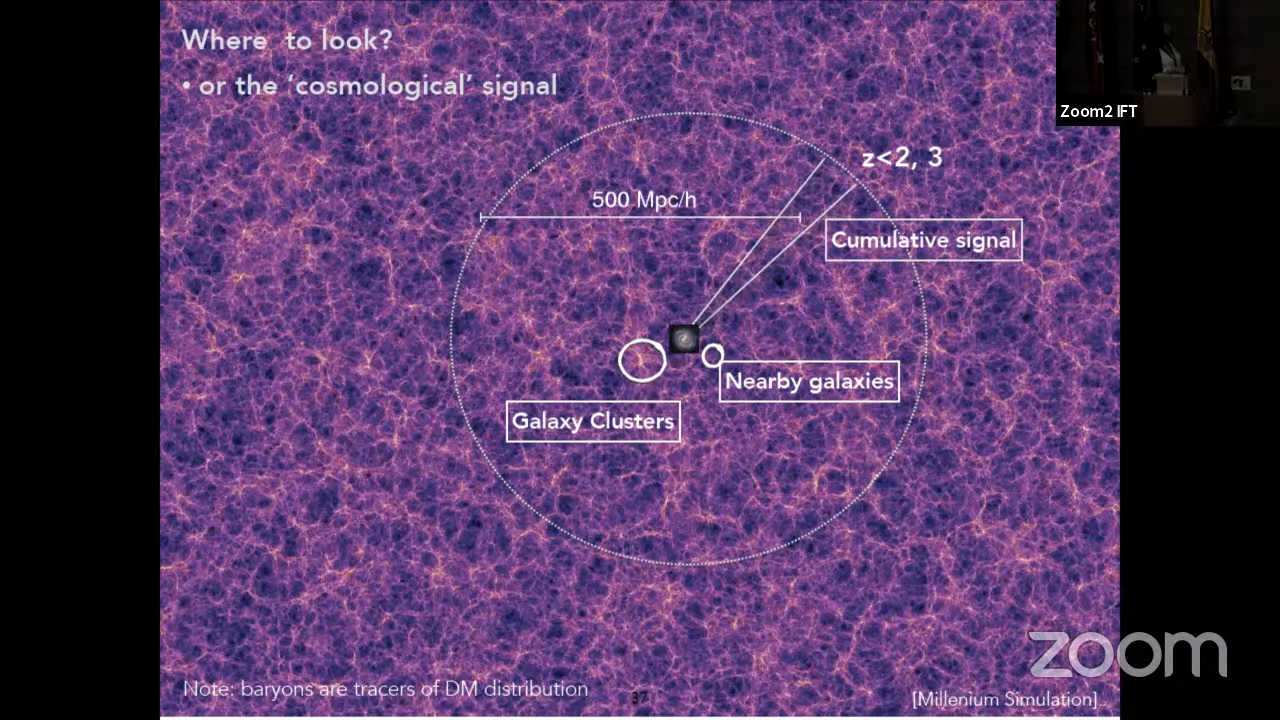 Where to look?
• or the ‘cosmological’ signal
Zoom2 IFT
z<2, 3
500 Mpc/h
Cumulative signal
Nearby galaxies
Galaxy Clusters
zoom
Note: baryons are tracers of DM distribution
37
[Millenium Simulation]